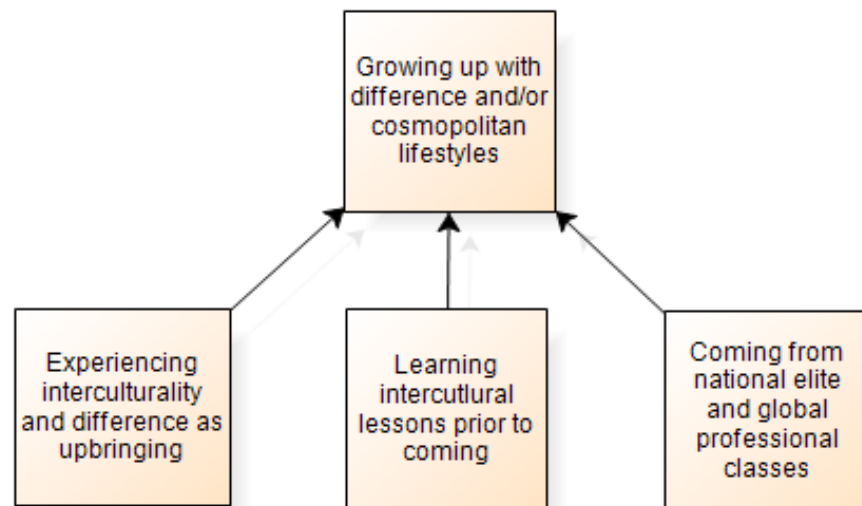 Growing up with
difference and/or
cosmopolitan
lifestyles
Experiencing
interculturality
and difference as
upbringing
Learning
intercutlural
lessons prior to
coming
Coming from
national elite
and global
professional
classes